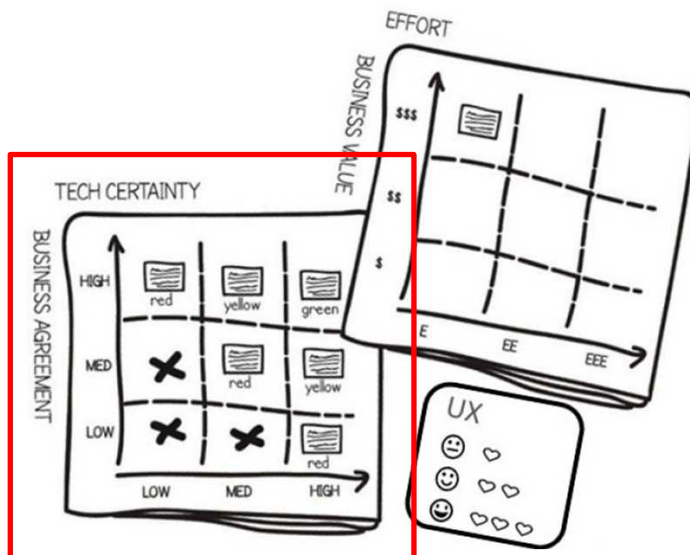 EFFORT
BUSINESS VALUE
$$$
$$
$
E
EE
EEE
TECH CERTAINTY
BUSINESS AGREEMENT
HIGH
red
yellow
green
MED
red
yellow
LOW
red
LOW
MED
HIGH
UX